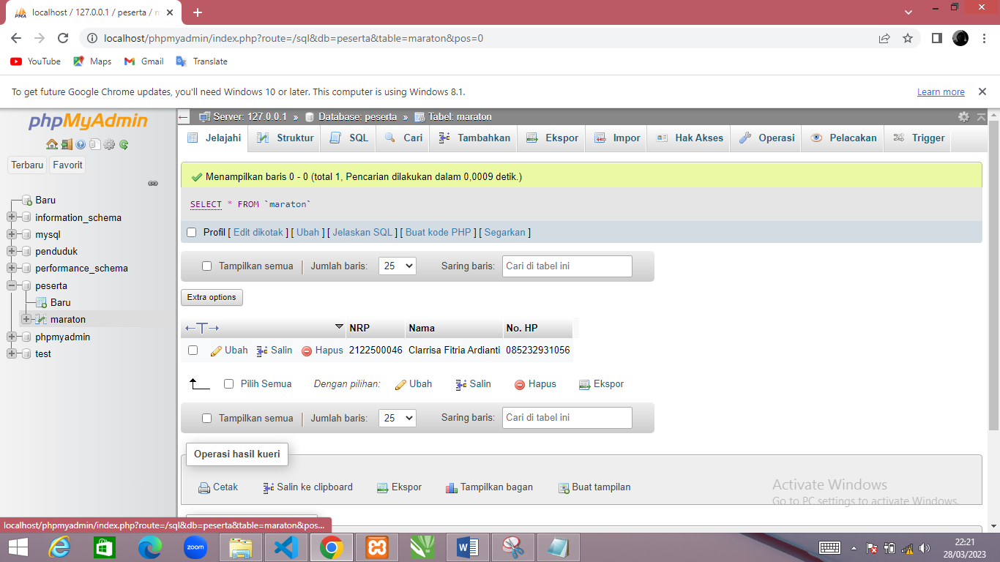 localhost / 127.0.0.1 / peserta / m
localhost/phpmyadmin/index.php?route=/sql&db=peserta&table=maraton&pos=0
YouTube Maps Gmail Translate
To get future Google Chrome updates, you'll need Windows 10 or later. This computer is using Windows 8.1. Learn more
phpMyAdmin
Terbaru Favorit
Baru
information_schema
mysql
penduduk
performance_schema
peserta
Baru
maraton
phpmyadmin
test
Server: 127.0.0.1 » Database: peserta » Tabel: maraton
Jelajahi Struktur SQL Cari Tambahkan Ekspor Impor Hak Akses Operasi Pelacakan Trigger
Menampilkan baris 0 - 0 (total 1, Pencarian dilakukan dalam 0,0009 detik.)
SELECT * FROM `maraton`
Profil [ Edit dikotak ] [ Ubah ] [ Jelaskan SQL ] [ Buat kode PHP ] [ Segarkan ]
Tampilkan semua Jumlah baris: 25 Saring baris: Cari di tabel ini
Extra options
NRP Nama No. HP
Ubah Salin Hapus 2122500046 Clarrisa Fitria Ardianti 085232931056
Pilih Semua Dengan pilihan: Ubah Salin Hapus Ekspor
Tampilkan semua Jumlah baris: 25 Saring baris: Cari di tabel ini
Operasi hasil kueri
Cetak Salin ke clipboard Ekspor Tampilkan bagan Buat tampilan
Activate Windows
Go to PC settings to activate Windows.
localhost/phpmyadmin/index.php?route=/sql&db=peserta&table=maraton&pos...
zoom
22:21
28/03/2023